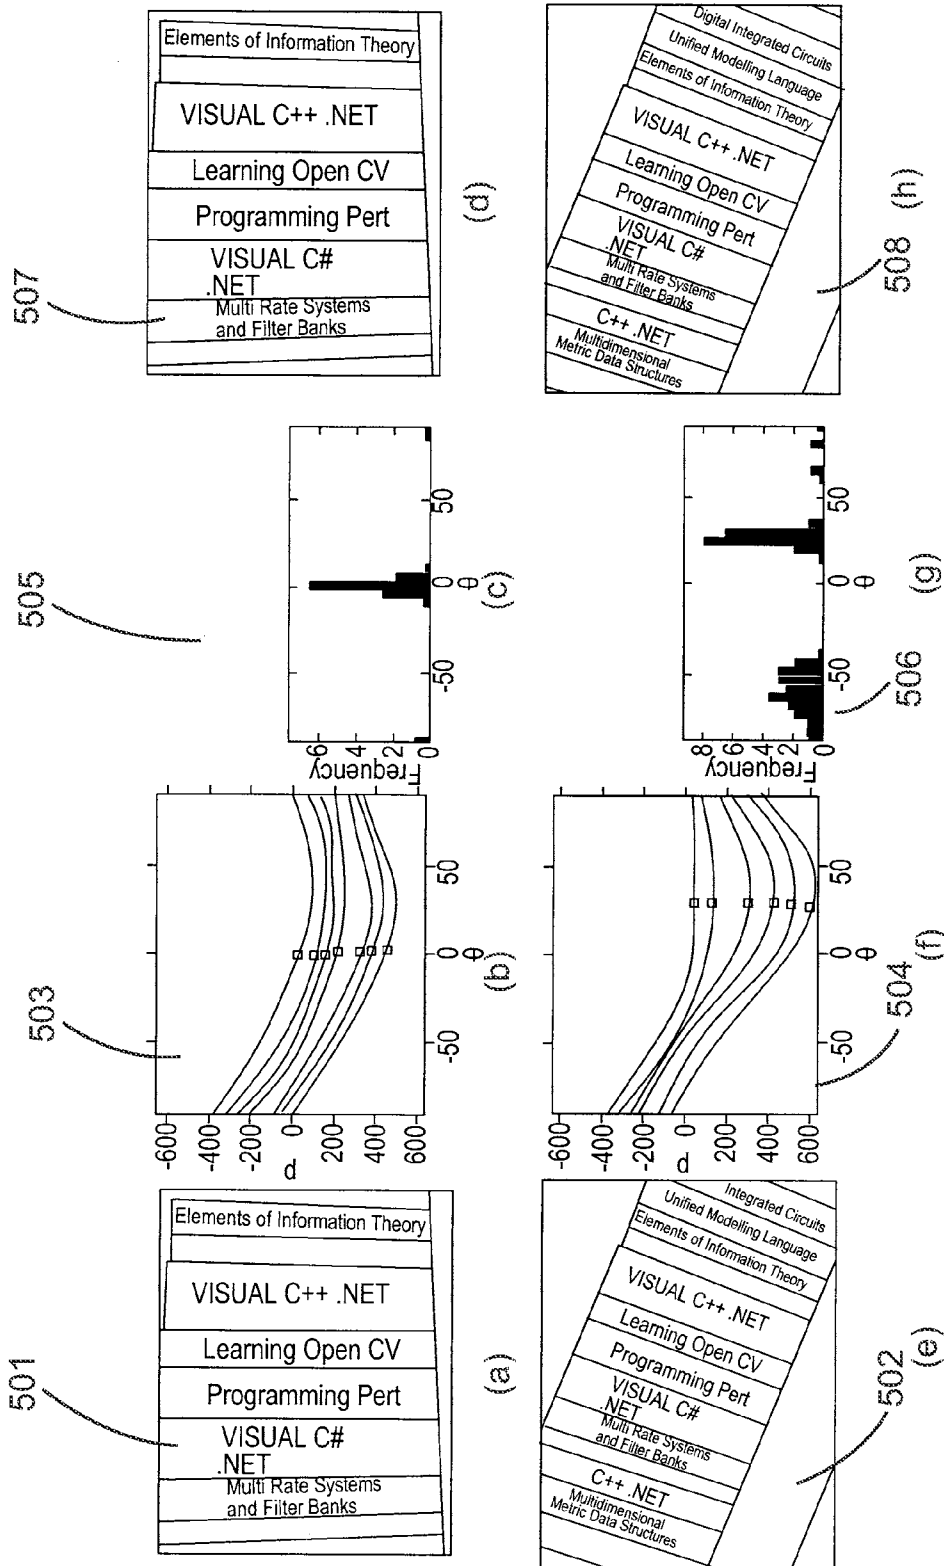 501
Elements of Information Theory
VISUAL C++ .NET
Learning Open CV
Programming Pert
VISUAL C#
.NET
Multi Rate Systems
and Filter Banks
(a)
503
-600
-400
-200
0
200
400
600
ρ
-50
0
50
θ
(b)
505
Frequency
6
4
2
0
-50
0
50
θ
(c)
507
Elements of Information Theory
VISUAL C++ .NET
Learning Open CV
Programming Pert
VISUAL C#
.NET
Multi Rate Systems
and Filter Banks
(d)
502
Integrated Circuits
Unified Modelling Language
Elements of Information Theory
VISUAL C++ .NET
Learning Open CV
Programming Pert
VISUAL C#
.NET
Multi Rate Systems
and Filter Banks
C++ .NET
Multidimensional
Metric Data Structures
(e)
504
-600
-400
-200
0
200
400
600
ρ
-50
0
50
θ
(f)
506
Frequency
8
6
4
2
0
-50
0
50
θ
(g)
508
Digital Integrated Circuits
Unified Modelling Language
Elements of Information Theory
VISUAL C++ .NET
Learning Open CV
Programming Pert
VISUAL C#
.NET
Multi Rate Systems
and Filter Banks
C++ .NET
Multidimensional
Metric Data Structures
(h)